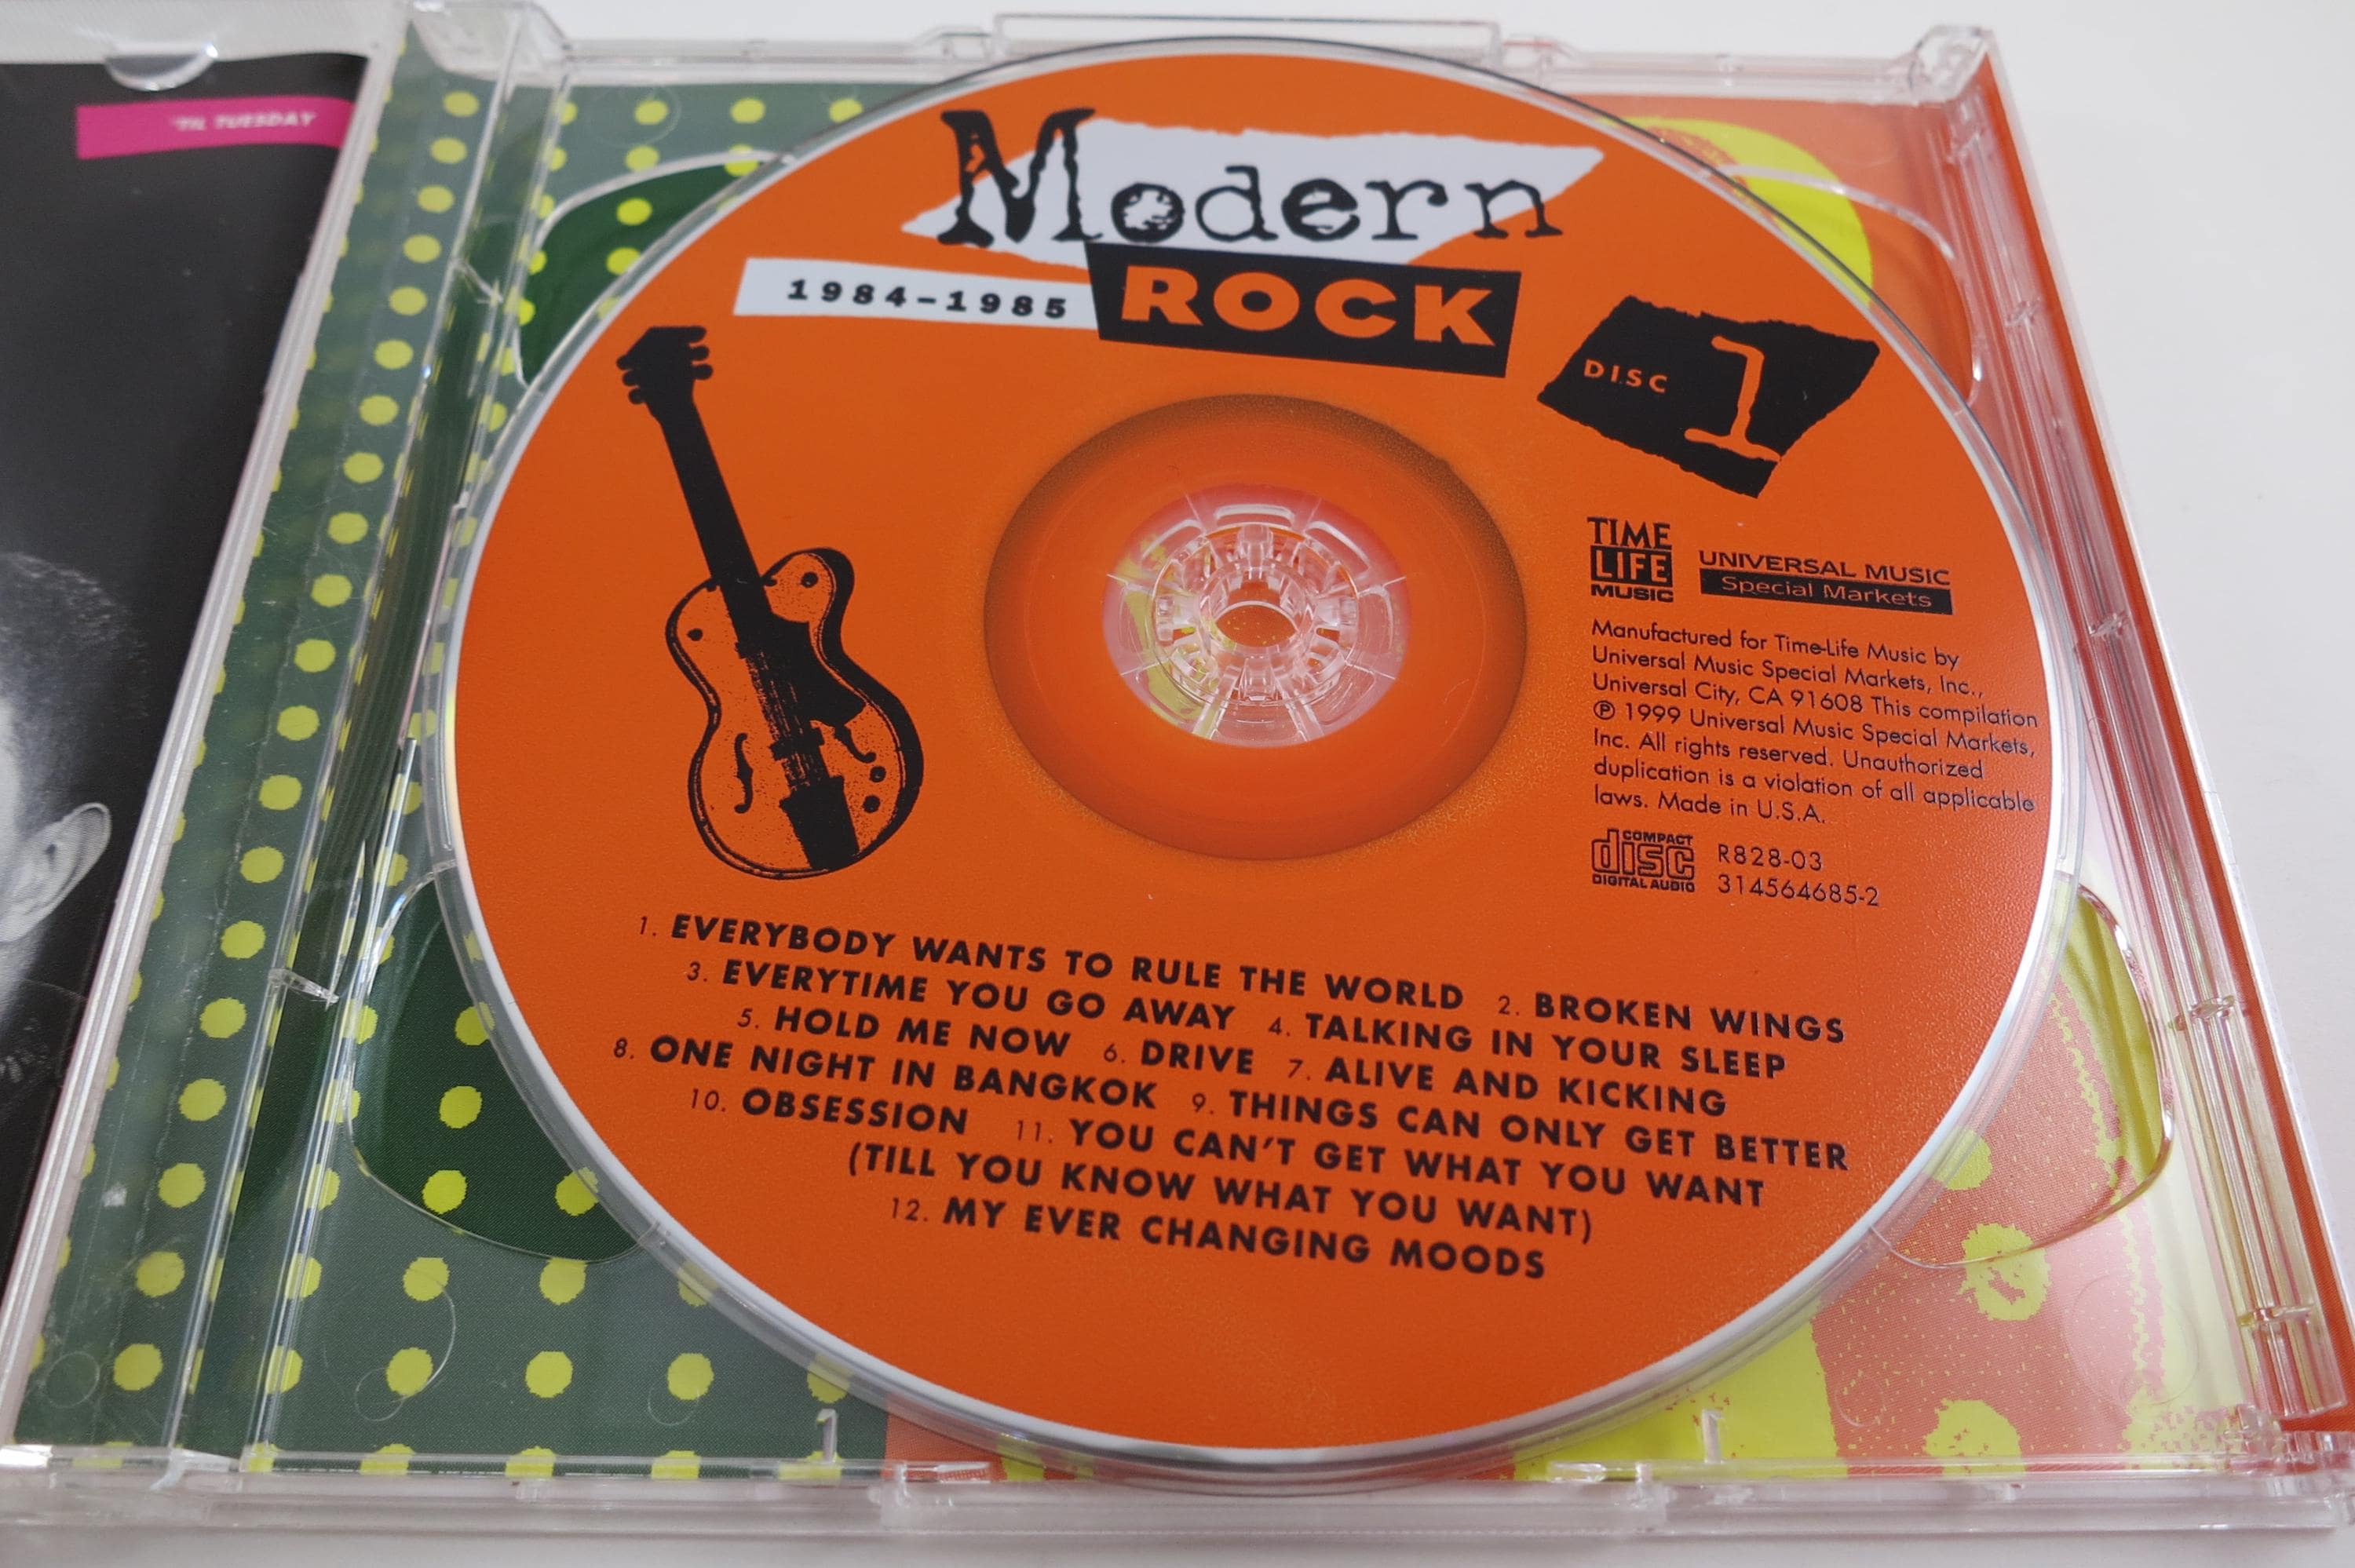 'TIL TUESDAY
Modern
1984-1985 ROCK
DISC 1
TIME
LIFE
MUSIC
UNIVERSAL MUSIC
Special Markets
Manufactured for Time-Life Music by
Universal Music Special Markets, Inc.,
Universal City, CA 91608 This compilation
℗ 1999 Universal Music Special Markets,
Inc. All rights reserved. Unauthorized
duplication is a violation of all applicable
laws. Made in U.S.A.
COMPACT
disc
DIGITAL AUDIO
R828-03
314564685-2
1. EVERYBODY WANTS TO RULE THE WORLD 2. BROKEN WINGS
3. EVERYTIME YOU GO AWAY 4. TALKING IN YOUR SLEEP
5. HOLD ME NOW 6. DRIVE 7. ALIVE AND KICKING
8. ONE NIGHT IN BANGKOK 9. THINGS CAN ONLY GET BETTER
10. OBSESSION 11. YOU CAN'T GET WHAT YOU WANT
(TILL YOU KNOW WHAT YOU WANT)
12. MY EVER CHANGING MOODS